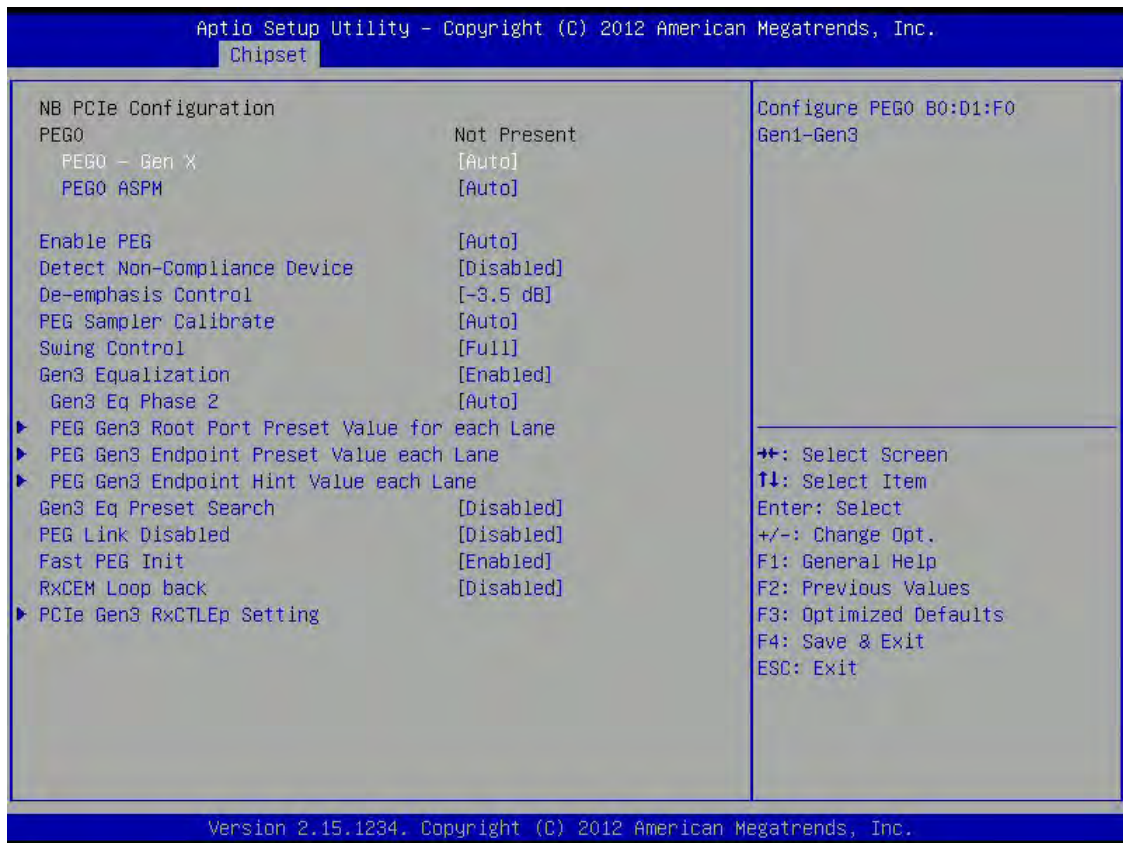 Aptio Setup Utility – Copyright (C) 2012 American Megatrends, Inc.
Chipset
NB PCIe Configuration
PEG0 Not Present
PEG0 – Gen X [Auto]
PEG0 ASPM [Auto]
Enable PEG [Auto]
Detect Non-Compliance Device [Disabled]
De-emphasis Control [-3.5 dB]
PEG Sampler Calibrate [Auto]
Swing Control [Full]
Gen3 Equalization [Enabled]
Gen3 Eq Phase 2 [Auto]
▶ PEG Gen3 Root Port Preset Value for each Lane
▶ PEG Gen3 Endpoint Preset Value each Lane
▶ PEG Gen3 Endpoint Hint Value each Lane
Gen3 Eq Preset Search [Disabled]
PEG Link Disabled [Disabled]
Fast PEG Init [Enabled]
RxCEM Loop back [Disabled]
▶ PCIe Gen3 RxCTLEp Setting
Configure PEG0 B0:D1:F0
Gen1-Gen3
→←: Select Screen
↑↓: Select Item
Enter: Select
+/-: Change Opt.
F1: General Help
F2: Previous Values
F3: Optimized Defaults
F4: Save & Exit
ESC: Exit
Version 2.15.1234. Copyright (C) 2012 American Megatrends, Inc.